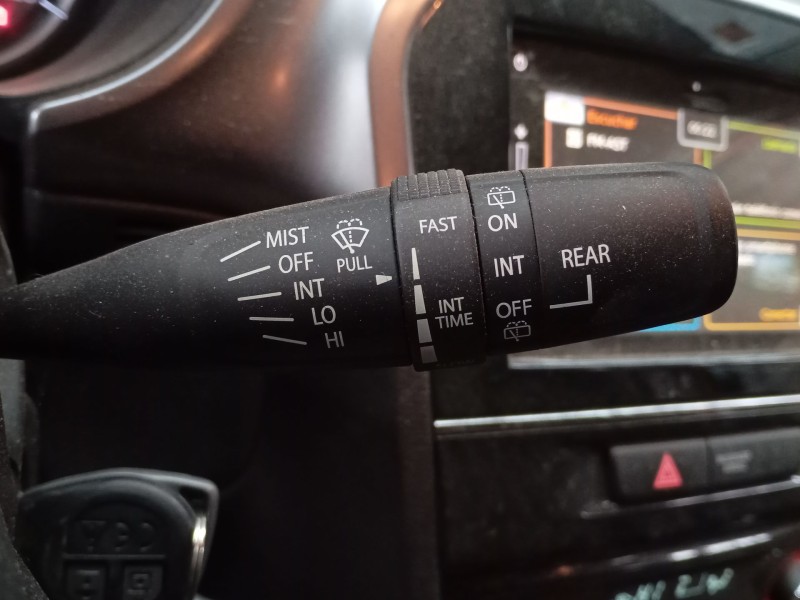 MIST
OFF
INT
LO
HI
PULL
FAST
INT
TIME
ON
INT
OFF
REAR